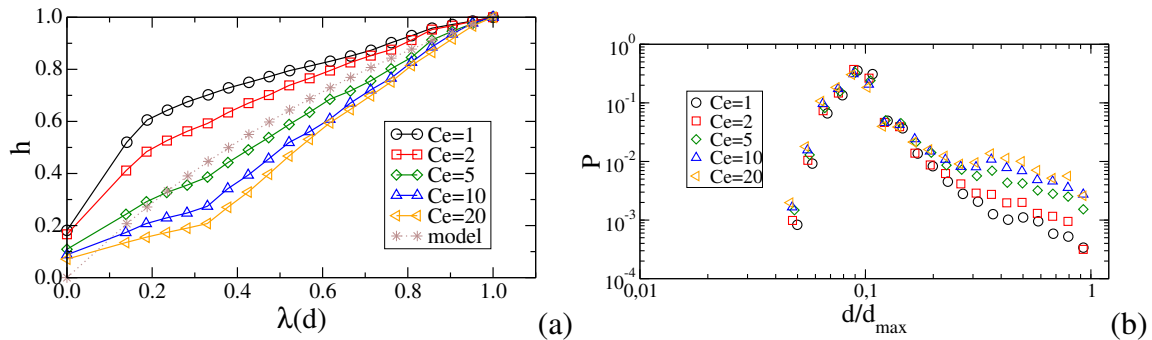 1.0
0.8
0.6
0.4
0.2
0.0
h
0.0 0.2 0.4 0.6 0.8 1.0
λ(d)
Ce=1
Ce=2
Ce=5
Ce=10
Ce=20
model
(a)
10^0
10^-1
10^-2
10^-3
10^-4
P
0,01 0,1 1
d/d_max
Ce=1
Ce=2
Ce=5
Ce=10
Ce=20
(b)